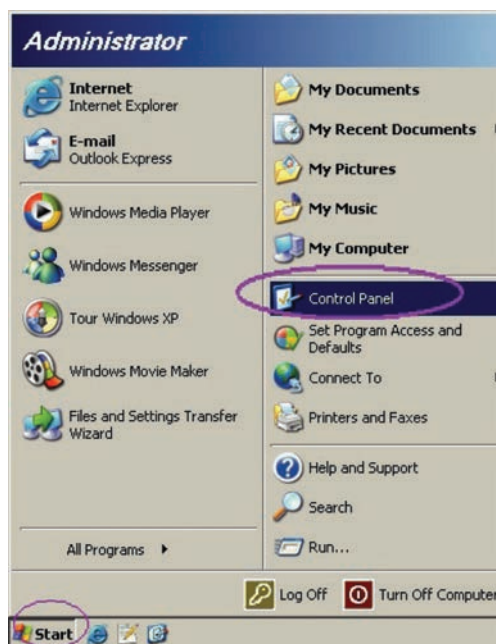 Administrator
Internet
Internet Explorer
E-mail
Outlook Express
Windows Media Player
Windows Messenger
Tour Windows XP
Windows Movie Maker
Files and Settings Transfer
Wizard
All Programs
My Documents
My Recent Documents
My Pictures
My Music
My Computer
Control Panel
Set Program Access and
Defaults
Connect To
Printers and Faxes
Help and Support
Search
Run...
Log Off
Turn Off Computer
Start